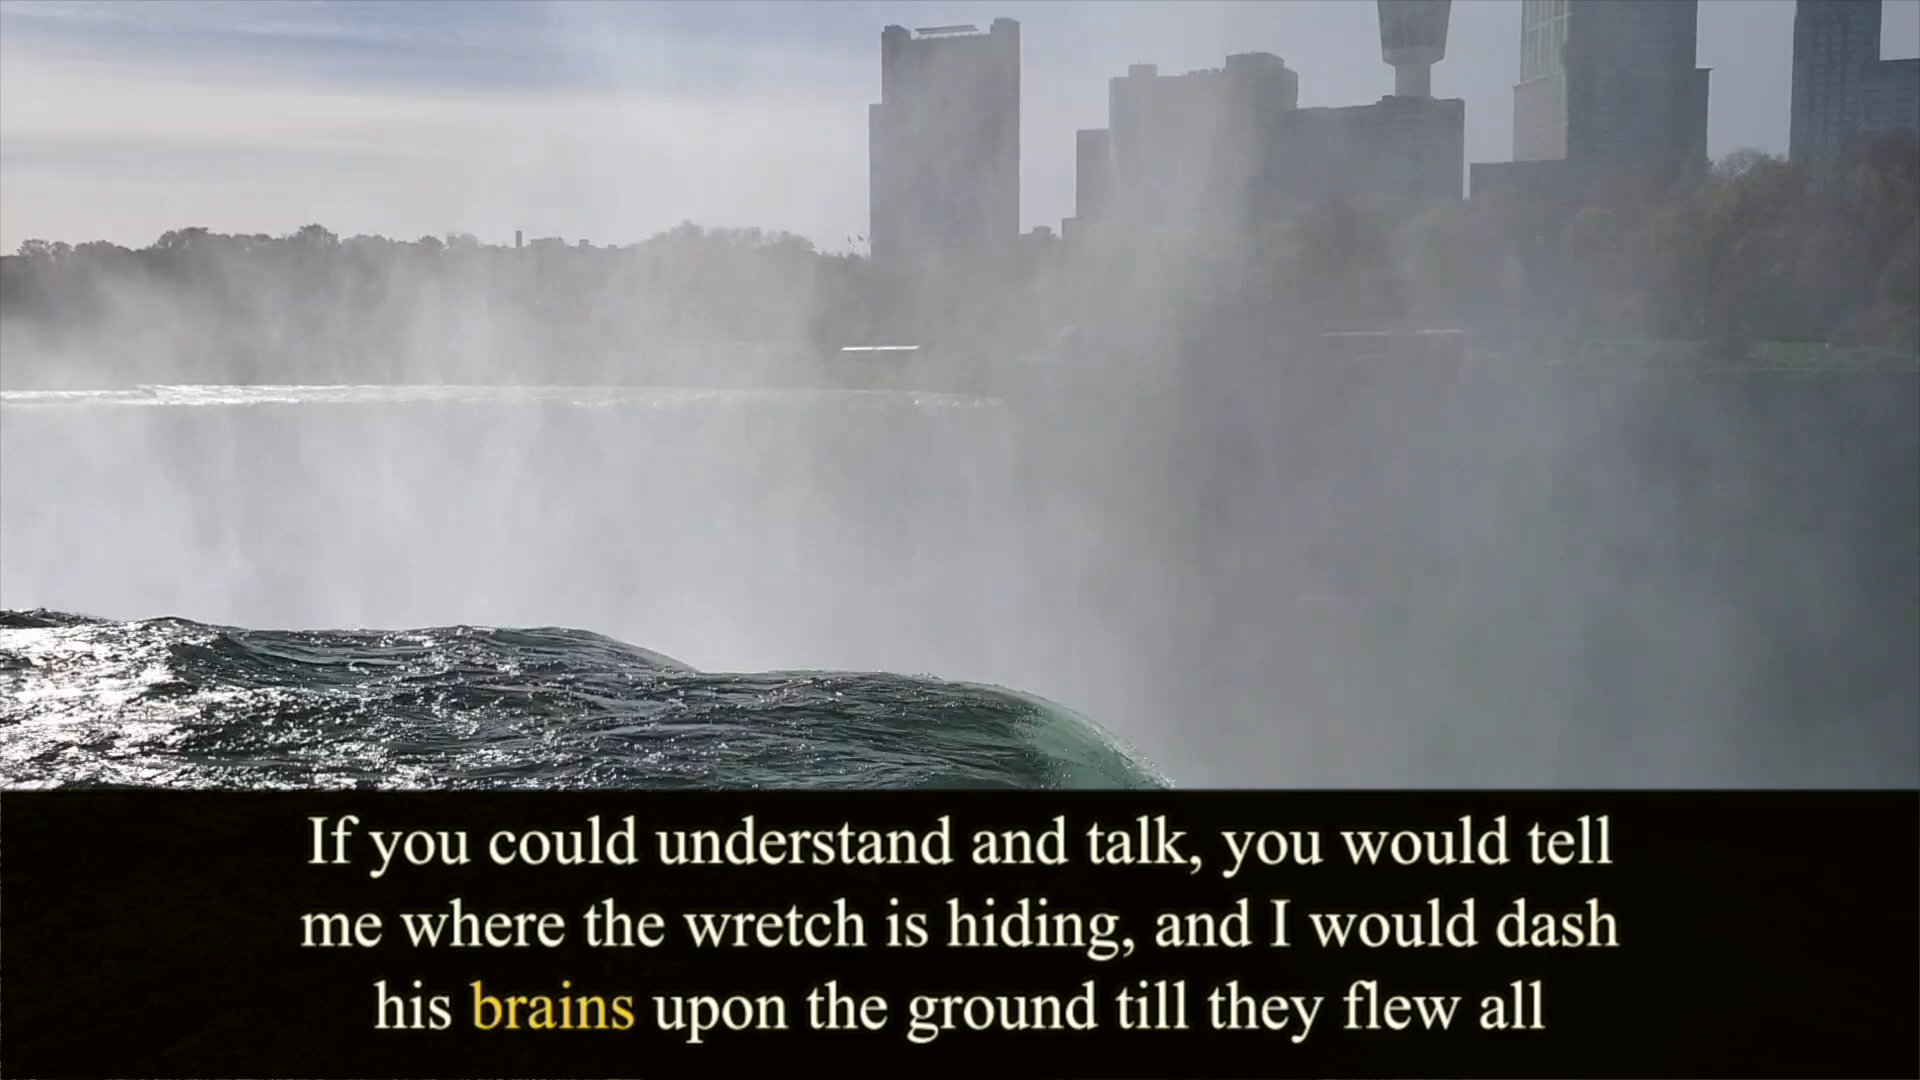 If you could understand and talk, you would tell
me where the wretch is hiding, and I would dash
his brains upon the ground till they flew all